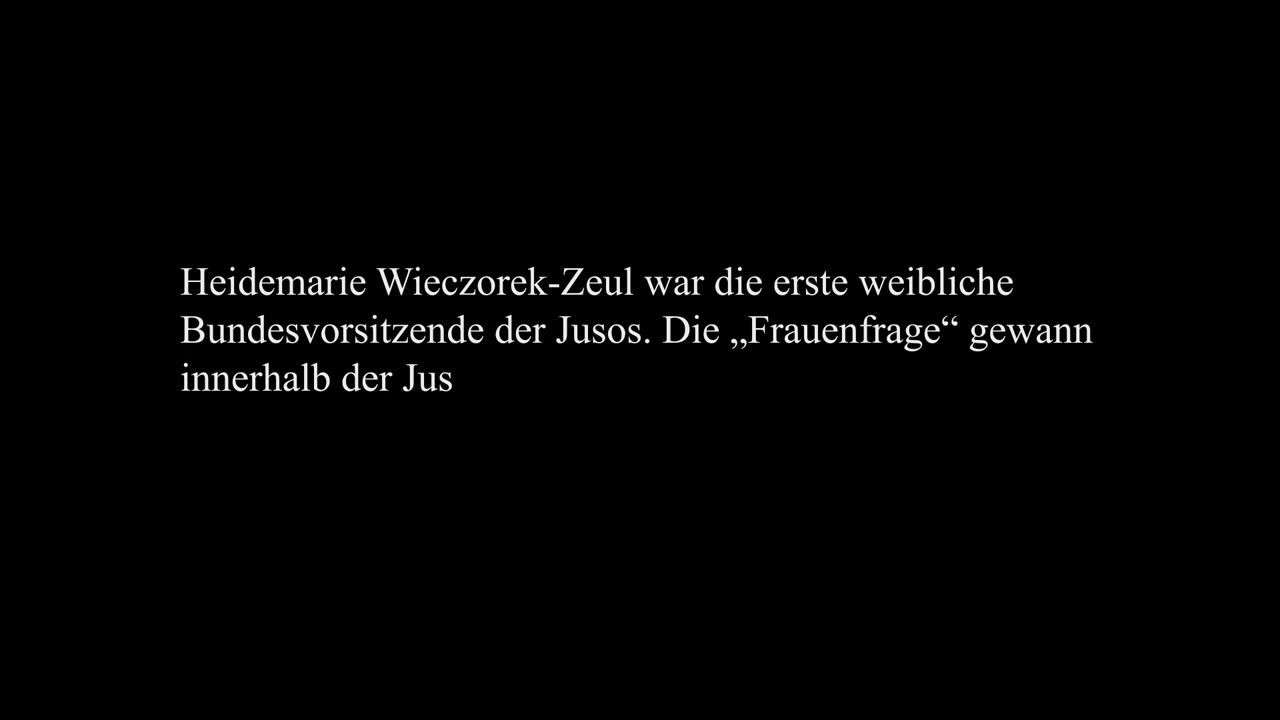 Heidemarie Wieczorek-Zeul war die erste weibliche
Bundesvorsitzende der Jusos. Die „Frauenfrage“ gewann
innerhalb der Jus